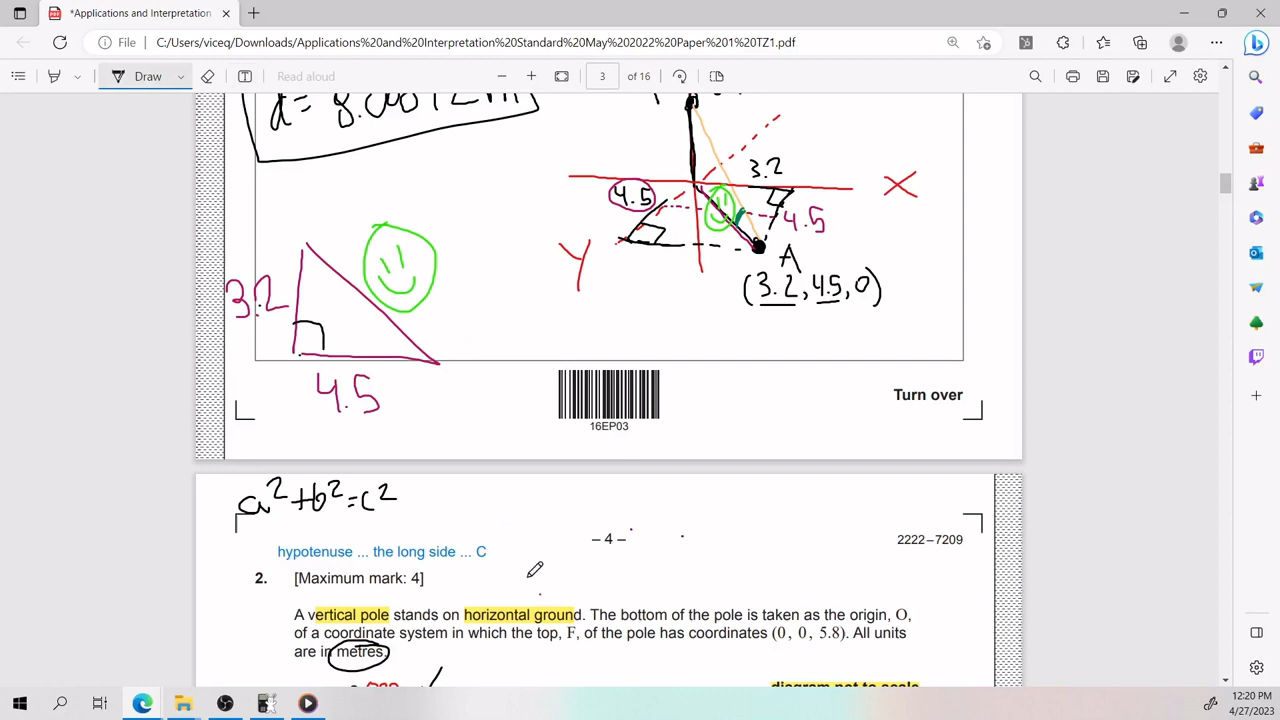 *Applications and Interpretation
File
C:/Users/viceq/Downloads/Applications%20and%20Interpretation%20Standard%20May%202022%20Paper%201%20TZ1.pdf
Draw
Read aloud
3
of 16
3.2
X
4.5
4.5
Y
A
(3.2, 4.5, 0)
3.2
4.5
Turn over
16EP03
a²+b²=c²
– 4 –
2222–7209
hypotenuse ... the long side ... C
2.
[Maximum mark: 4]
A vertical pole stands on horizontal ground. The bottom of the pole is taken as the origin, O,
of a coordinate system in which the top, F, of the pole has coordinates (0, 0, 5.8). All units
are in metres.
diagram not to scale
12:20 PM
4/27/2023